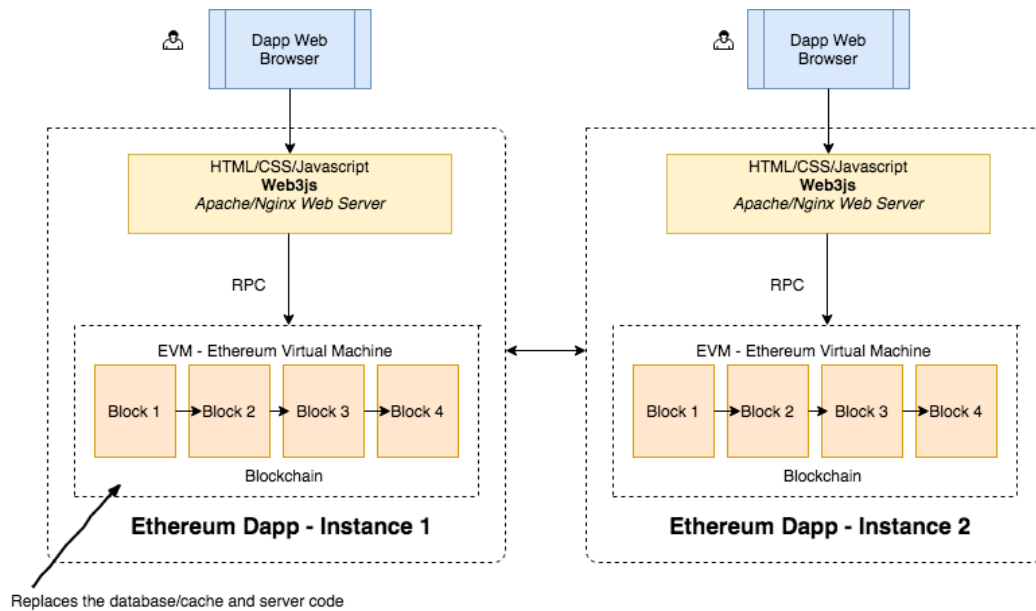 Dapp Web
Browser
HTML/CSS/Javascript
Web3js
Apache/Nginx Web Server
RPC
EVM - Ethereum Virtual Machine
Block 1
Block 2
Block 3
Block 4
Blockchain
Ethereum Dapp - Instance 1
Replaces the database/cache and server code
Dapp Web
Browser
HTML/CSS/Javascript
Web3js
Apache/Nginx Web Server
RPC
EVM - Ethereum Virtual Machine
Block 1
Block 2
Block 3
Block 4
Blockchain
Ethereum Dapp - Instance 2